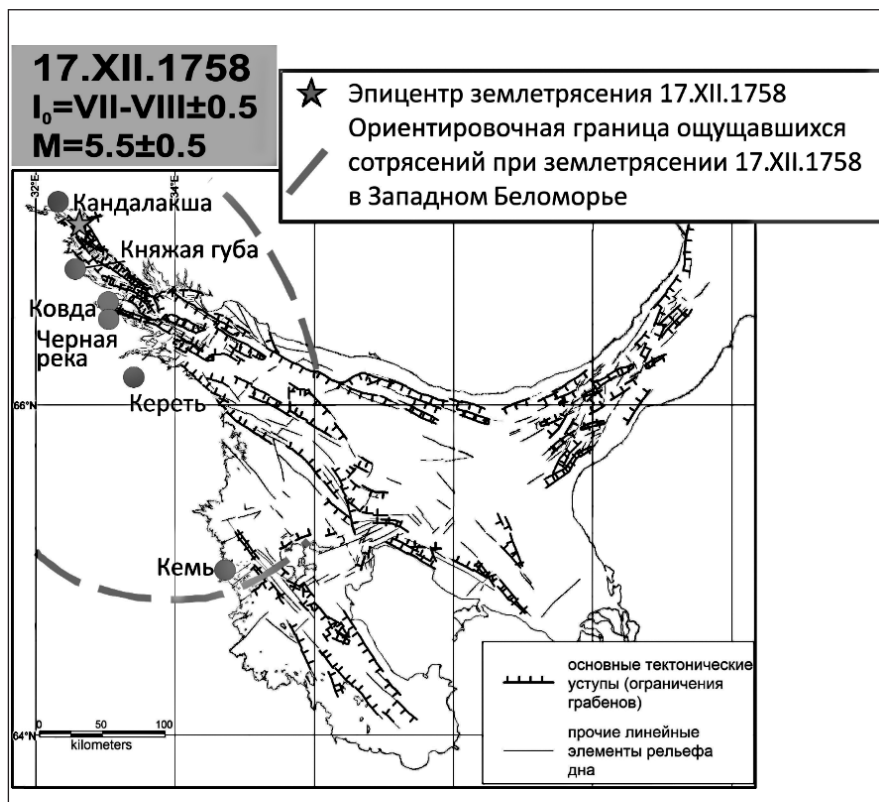 17.XII.1758
I₀=VII-VIII±0.5
M=5.5±0.5
Эпицентр землетрясения 17.XII.1758
Ориентировочная граница ощущавшихся
сотрясений при землетрясении 17.XII.1758
в Западном Беломорье
32°E
34°E
Кандалакша
Княжая губа
Ковда
Черная
река
66°N
Кереть
Кемь
64°N
0 50 100
kilometers
основные тектонические
уступы (ограничения
грабенов)
прочие линейные
элементы рельефа
дна